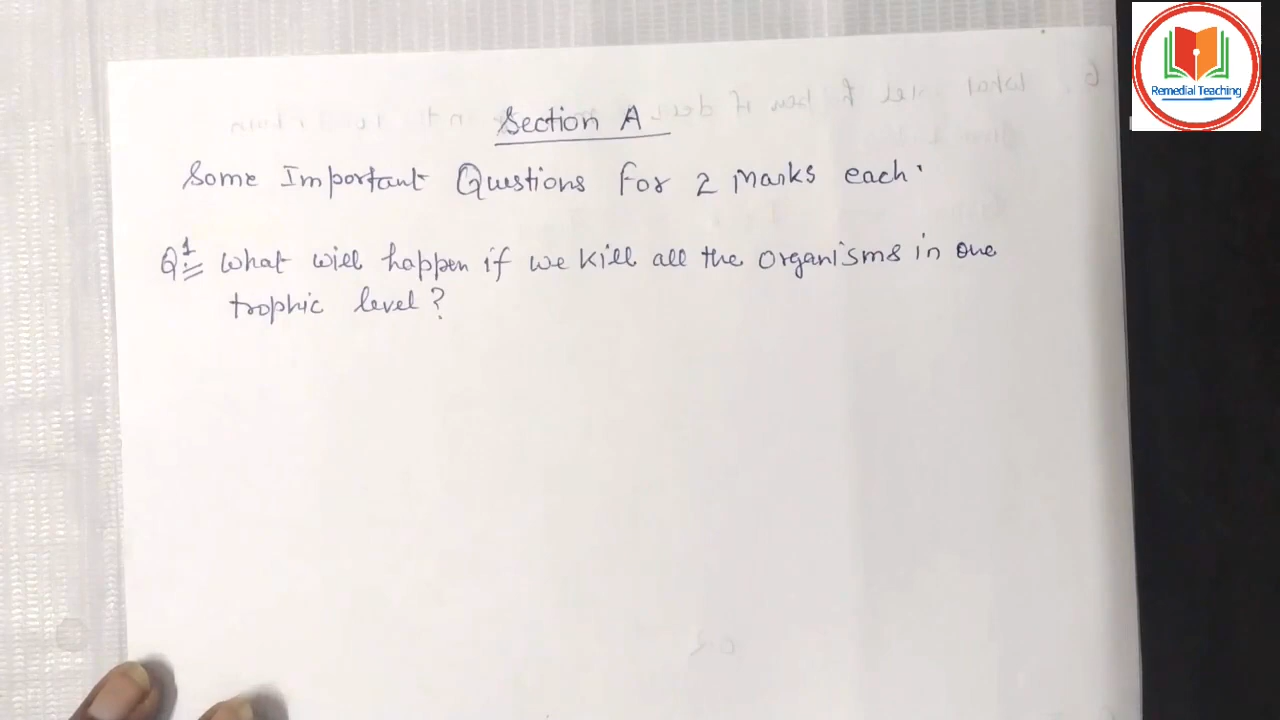 Remedial Teaching
Section A
Some Important Questions for 2 Marks each.
Q.1 What will happen if we kill all the organisms in one
trophic level?